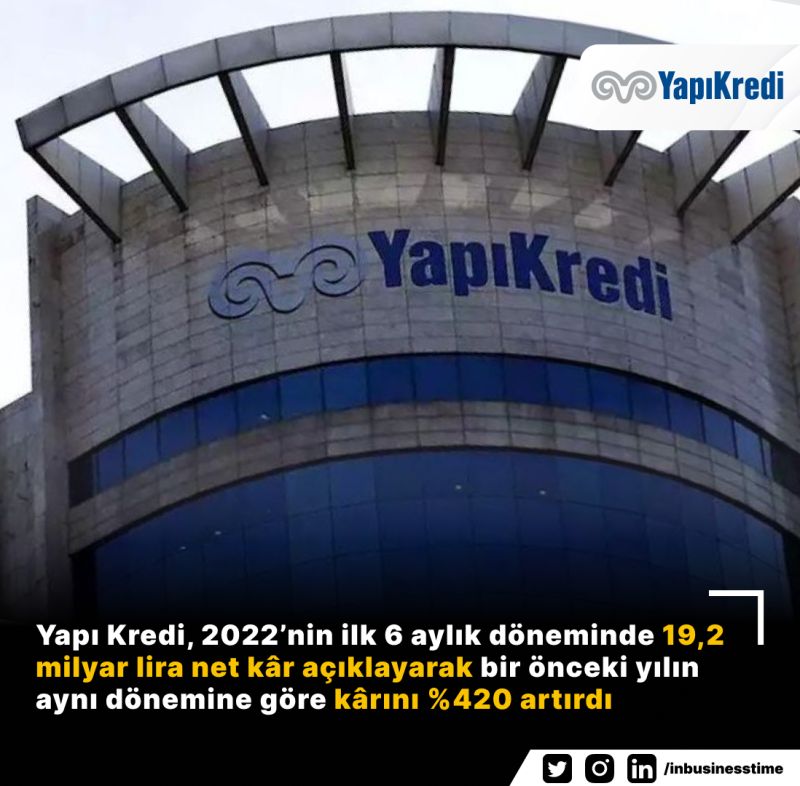 YapıKredi
YapıKredi
Yapı Kredi, 2022’nin ilk 6 aylık döneminde 19,2
milyar lira net kâr açıklayarak bir önceki yılın
aynı dönemine göre kârını %420 artırdı
in /inbusinesstime